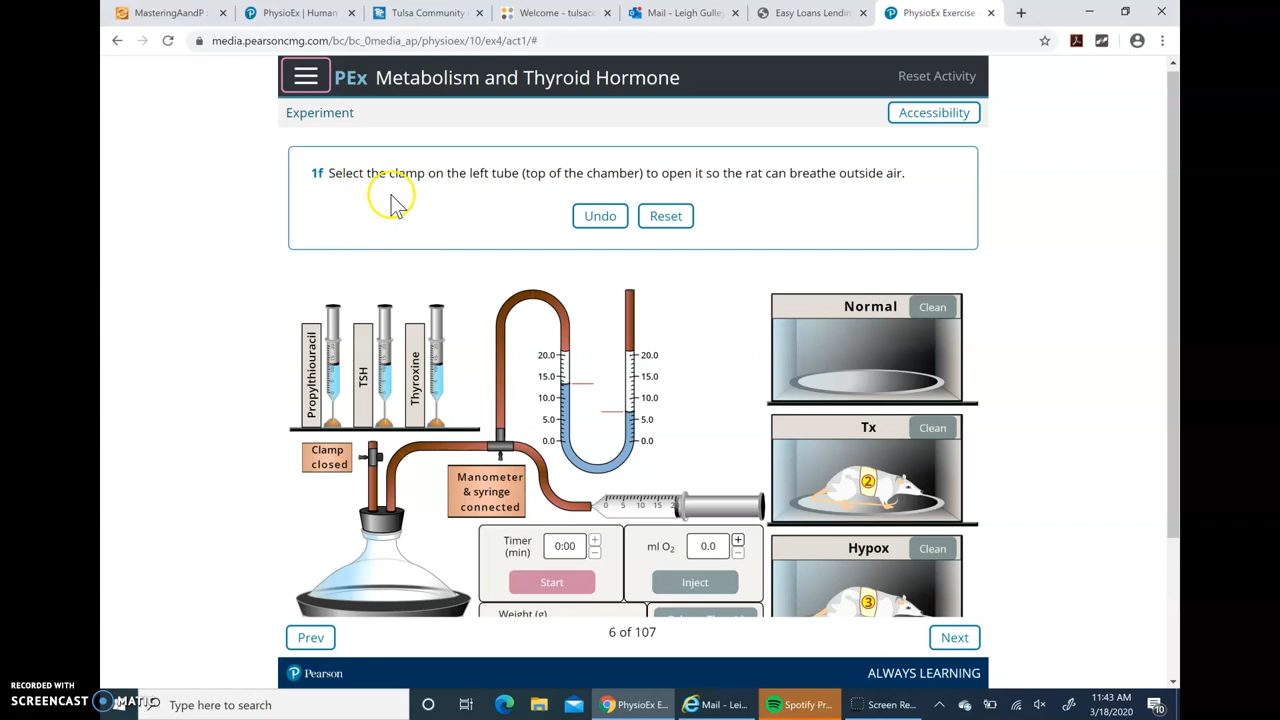 MasteringAandP
PhysioEx | Human
Tulsa Community
Welcome - tulsacc
Mail - Leigh Gulley
Easy Loans Lendin
PhysioEx Exercise
media.pearsoncmg.com/bc/bc_0media_ap/physioex/10/ex4/act1/#
PEx Metabolism and Thyroid Hormone
Reset Activity
Experiment
Accessibility
1f Select the clamp on the left tube (top of the chamber) to open it so the rat can breathe outside air.
Undo
Reset
Propylthiouracil
TSH
Thyroxine
20.0 20.0
15.0 15.0
10.0 10.0
5.0 5.0
0.0 0.0
Normal
Clean
Tx
Clean
2
Clamp
closed
Manometer
& syringe
connected
0 5 10 15
Timer
(min)
0:00
+
−
Start
ml O2
0.0
+
−
Inject
Hypox
Clean
3
Weight (g)
Prev
6 of 107
Next
Pearson
ALWAYS LEARNING
RECORDED WITH
SCREENCAST MATIC
Type here to search
PhysioEx E...
Mail - Lei...
Spotify Pr...
Screen Re...
11:43 AM
3/18/2020
10